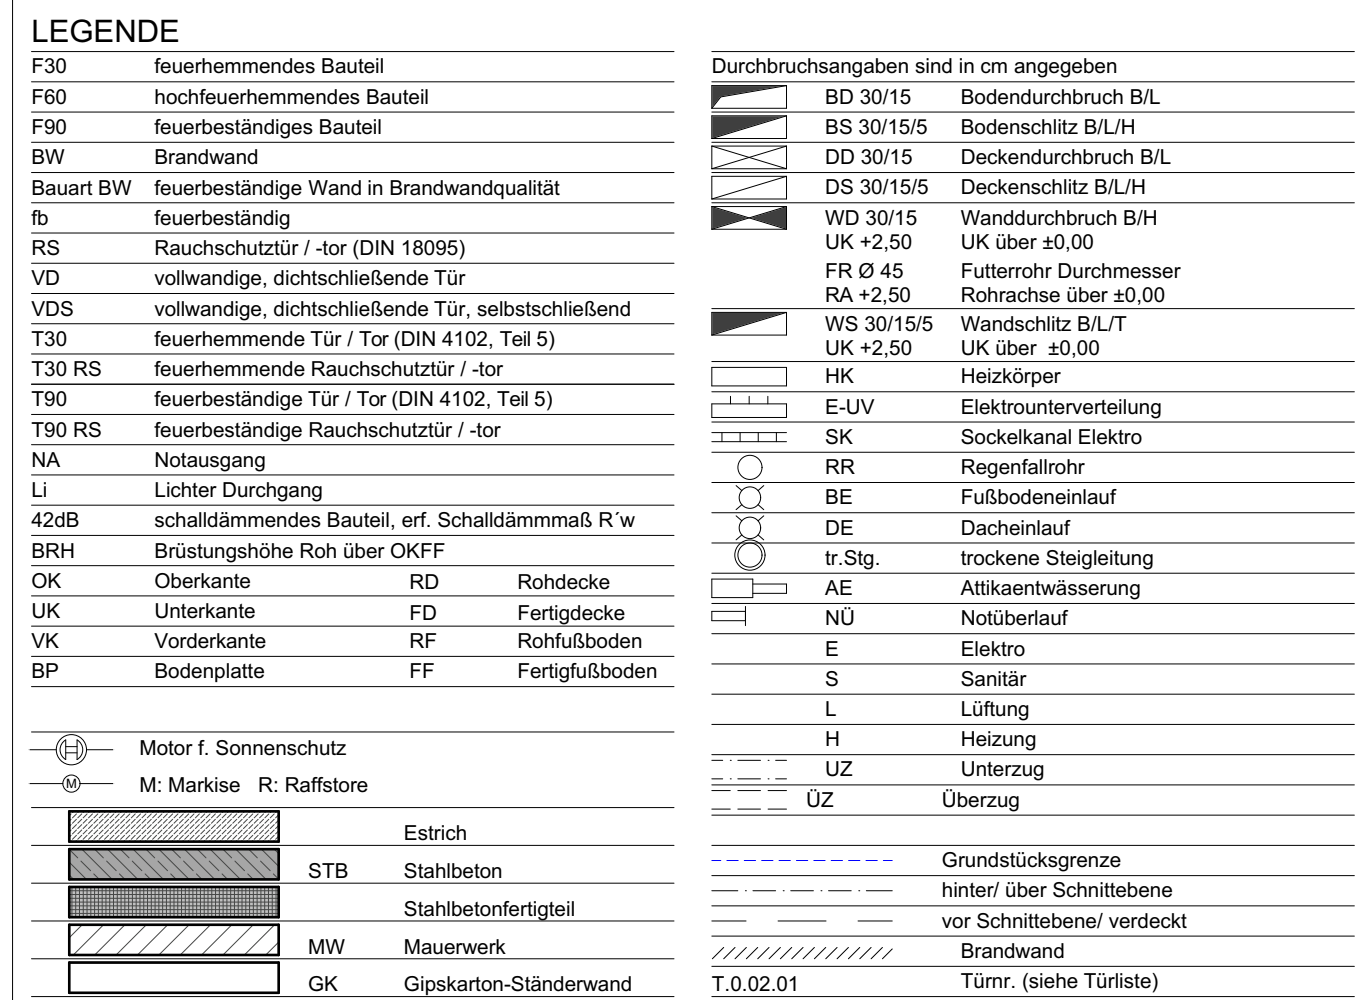 LEGENDE
F30 feuerhemmendes Bauteil
F60 hochfeuerhemmendes Bauteil
F90 feuerbeständiges Bauteil
BW Brandwand
Bauart BW feuerbeständige Wand in Brandwandqualität
fb feuerbeständig
RS Rauchschutztür / -tor (DIN 18095)
VD vollwandige, dichtschließende Tür
VDS vollwandige, dichtschließende Tür, selbstschließend
T30 feuerhemmende Tür / Tor (DIN 4102, Teil 5)
T30 RS feuerhemmende Rauchschutztür / -tor
T90 feuerbeständige Tür / Tor (DIN 4102, Teil 5)
T90 RS feuerbeständige Rauchschutztür / -tor
NA Notausgang
Li Lichter Durchgang
42dB schalldämmendes Bauteil, erf. Schalldämmmaß R´w
BRH Brüstungshöhe Roh über OKFF
OK Oberkante RD Rohdecke
UK Unterkante FD Fertigdecke
VK Vorderkante RF Rohfußboden
BP Bodenplatte FF Fertigfußboden
H Motor f. Sonnenschutz
M M: Markise R: Raffstore
Estrich
STB Stahlbeton
Stahlbetonfertigteil
MW Mauerwerk
GK Gipskarton-Ständerwand
Durchbruchsangaben sind in cm angegeben
BD 30/15 Bodendurchbruch B/L
BS 30/15/5 Bodenschlitz B/L/H
DD 30/15 Deckendurchbruch B/L
DS 30/15/5 Deckenschlitz B/L/H
WD 30/15 Wanddurchbruch B/H
UK +2,50 UK über ±0,00
FR Ø 45 Futterrohr Durchmesser
RA +2,50 Rohrachse über ±0,00
WS 30/15/5 Wandschlitz B/L/T
UK +2,50 UK über ±0,00
HK Heizkörper
E-UV Elektrounterverteilung
SK Sockelkanal Elektro
RR Regenfallrohr
BE Fußbodeneinlauf
DE Dacheinlauf
tr.Stg. trockene Steigleitung
AE Attikaentwässerung
NÜ Notüberlauf
E Elektro
S Sanitär
L Lüftung
H Heizung
UZ Unterzug
ÜZ Überzug
Grundstücksgrenze
hinter/ über Schnittebene
vor Schnittebene/ verdeckt
Brandwand
T.0.02.01 Türnr. (siehe Türliste)